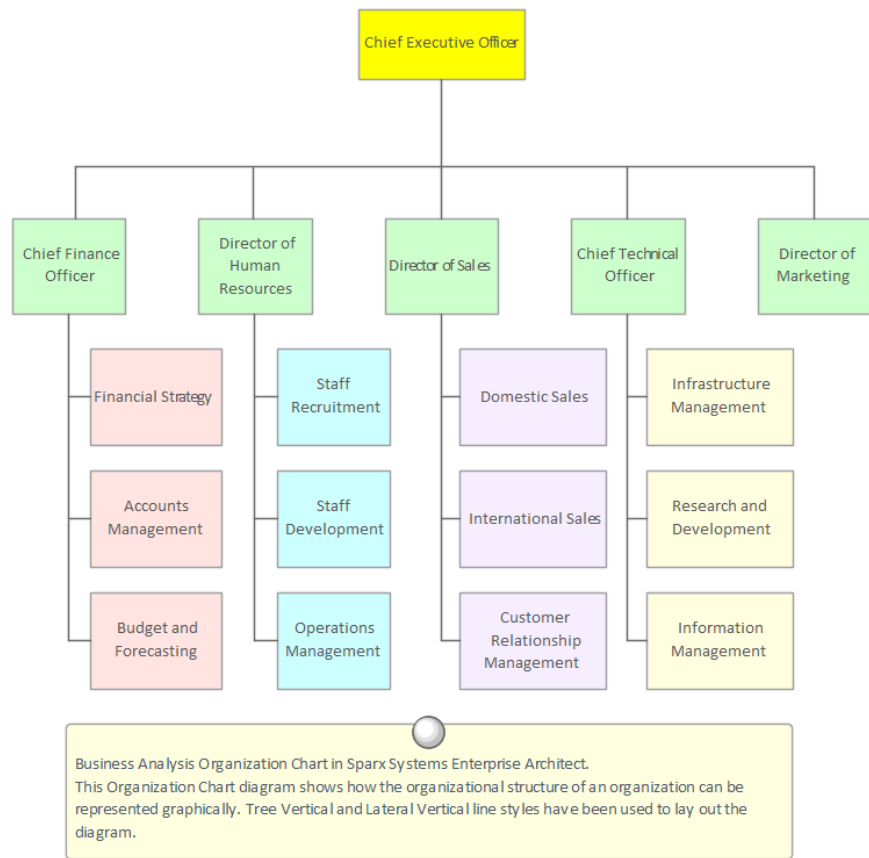 Chief Executive Officer
Chief Finance
Officer
Director of
Human
Resources
Director of Sales
Chief Technical
Officer
Director of
Marketing
Financial Strategy
Staff
Recruitment
Domestic Sales
Infrastructure
Management
Accounts
Management
Staff
Development
International Sales
Research and
Development
Budget and
Forecasting
Operations
Management
Customer
Relationship
Management
Information
Management
Business Analysis Organization Chart in Sparx Systems Enterprise Architect.
This Organization Chart diagram shows how the organizational structure of an organization can be
represented graphically. Tree Vertical and Lateral Vertical line styles have been used to lay out the
diagram.